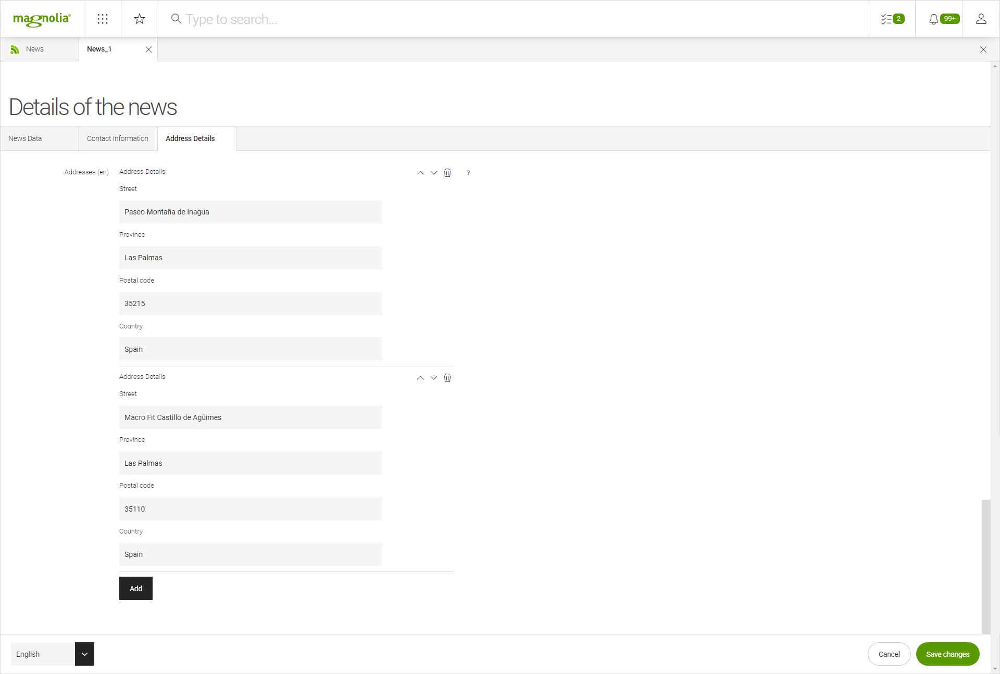 magnolia®
Type to search...
2
99+
News
News_1
Details of the news
News Data
Contact Information
Address Details
Addresses (en)
Address Details
?
Street
Paseo Montaña de Inagua
Province
Las Palmas
Postal code
35215
Country
Spain
Address Details
Street
Macro Fit Castillo de Agüimes
Province
Las Palmas
Postal code
35110
Country
Spain
Add
English
Cancel
Save changes